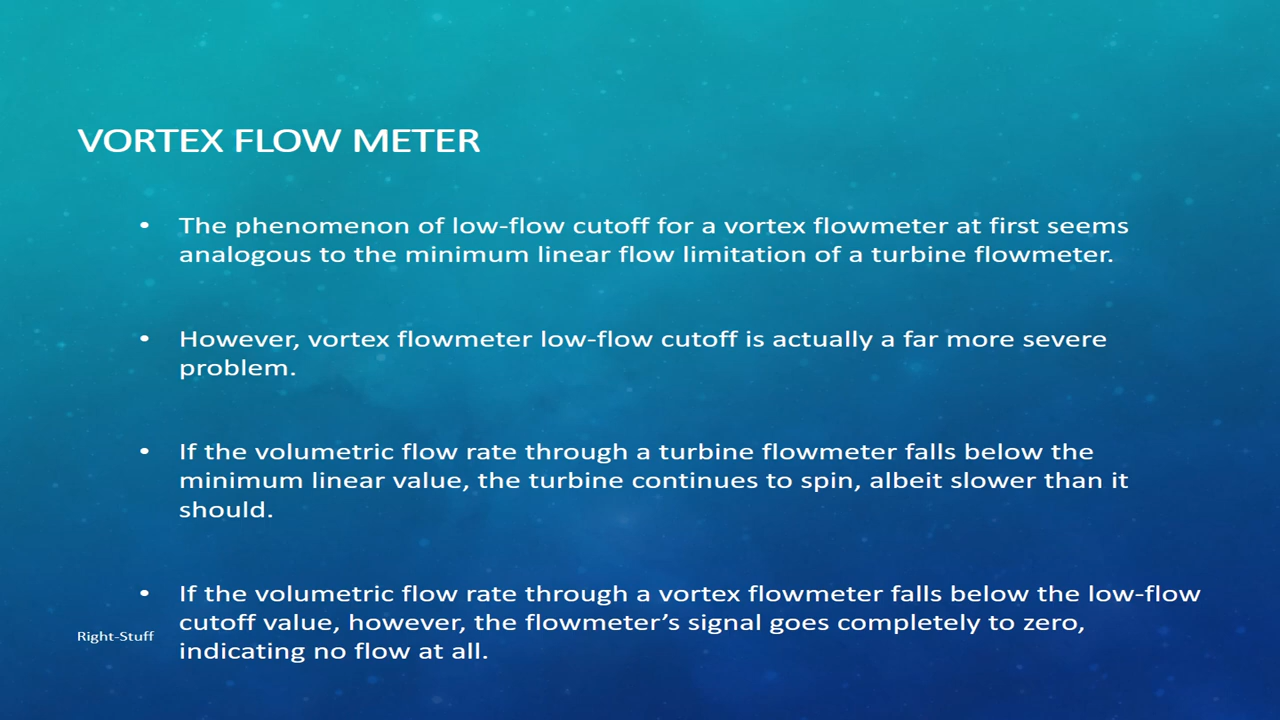 VORTEX FLOW METER
• The phenomenon of low-flow cutoff for a vortex flowmeter at first seems
analogous to the minimum linear flow limitation of a turbine flowmeter.
• However, vortex flowmeter low-flow cutoff is actually a far more severe
problem.
• If the volumetric flow rate through a turbine flowmeter falls below the
minimum linear value, the turbine continues to spin, albeit slower than it
should.
• If the volumetric flow rate through a vortex flowmeter falls below the low-flow
cutoff value, however, the flowmeter’s signal goes completely to zero,
indicating no flow at all.
Right-Stuff